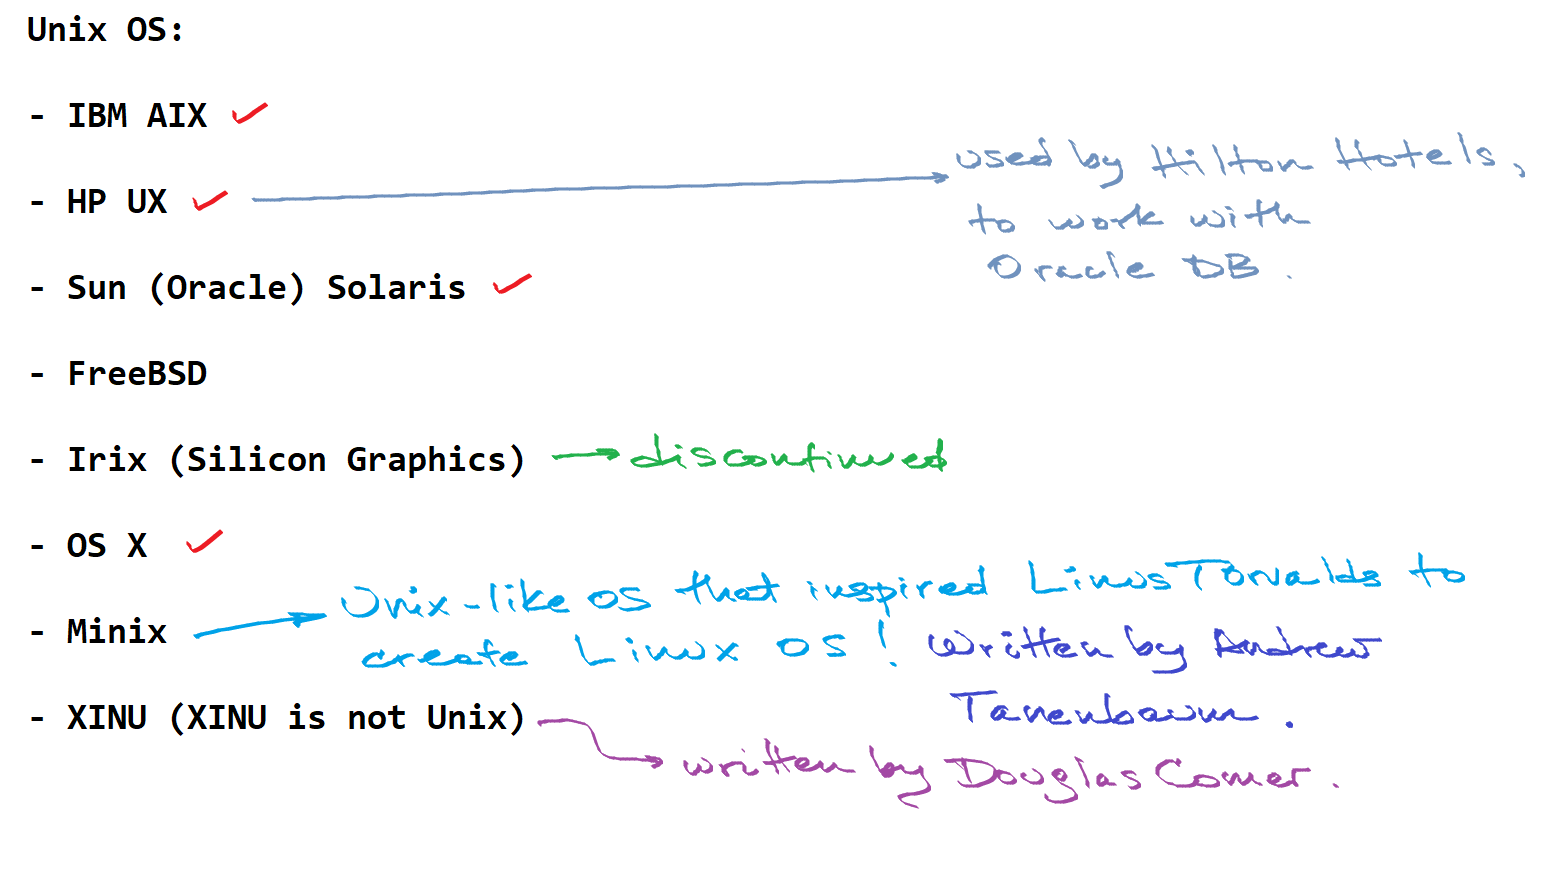 Unix OS:
- IBM AIX
- HP UX
used by Hilton Hotels,
to work with
Oracle DB.
- Sun (Oracle) Solaris
- FreeBSD
- Irix (Silicon Graphics)
discontinued
- OS X
- Minix
Unix-like OS that inspired Linus Torvalds to
create Linux OS! Written by Andrew
Tanenbaum.
- XINU (XINU is not Unix)
written by Douglas Comer.